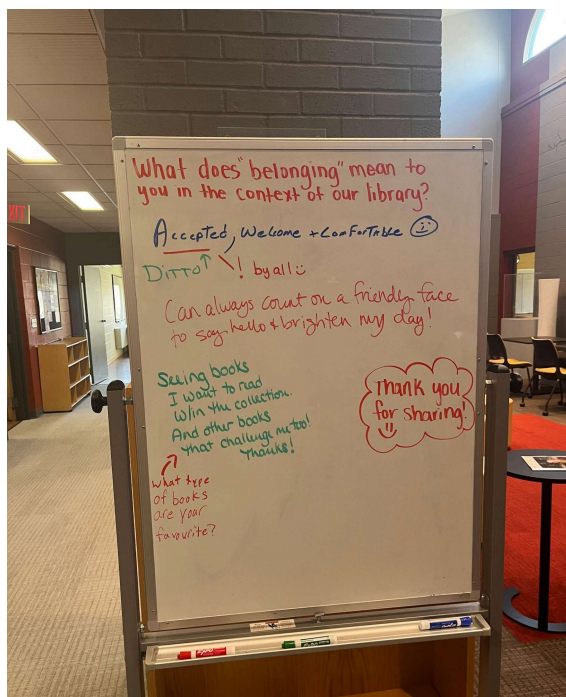 What does "belonging" mean to
you in the context of our library?
Accepted, Welcome + Comfortable
Ditto ! by all
Can always count on a friendly face
to say hello & brighten my day!
Seeing books
I want to read
W/in the collection.
And other books
That challenge me too!
Thanks!
Thank you
for sharing!
What type
of books
are your
favourite?
EXIT